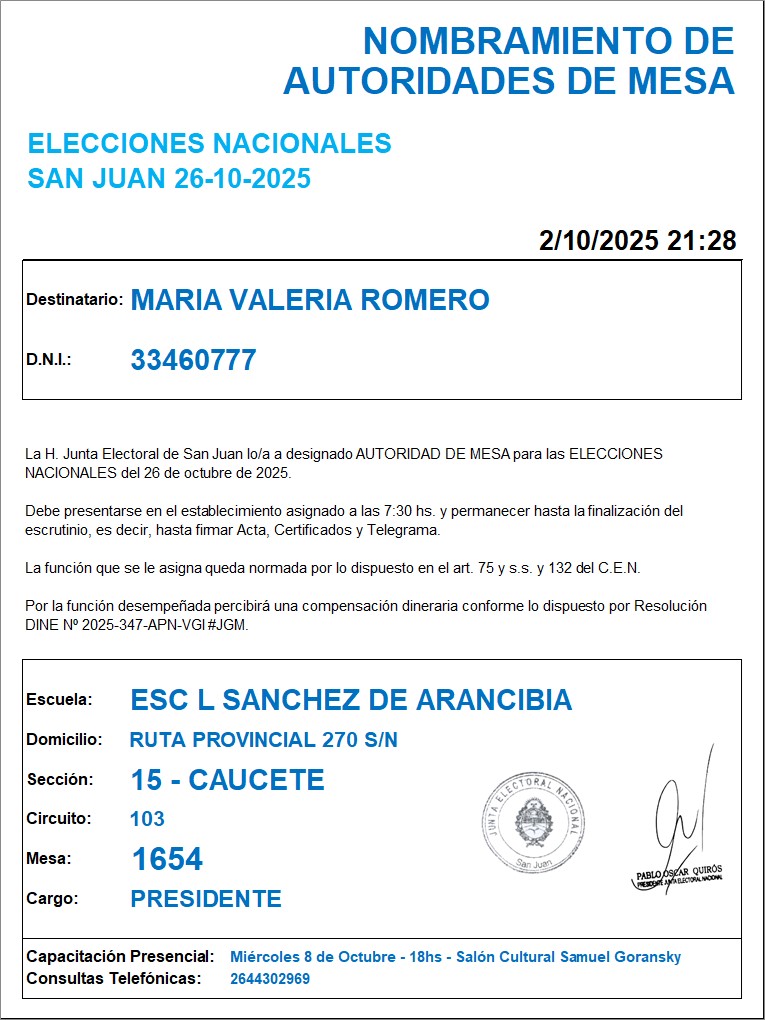 NOMBRAMIENTO DE
AUTORIDADES DE MESA
ELECCIONES NACIONALES
SAN JUAN 26-10-2025
2/10/2025 21:28
Destinatario: MARIA VALERIA ROMERO
D.N.I.: 33460777
La H. Junta Electoral de San Juan lo/a a designado AUTORIDAD DE MESA para las ELECCIONES
NACIONALES del 26 de octubre de 2025.
Debe presentarse en el establecimiento asignado a las 7:30 hs. y permanecer hasta la finalización del
escrutinio, es decir, hasta firmar Acta, Certificados y Telegrama.
La función que se le asigna queda normada por lo dispuesto en el art. 75 y s.s. y 132 del C.E.N.
Por la función desempeñada percibirá una compensación dineraria conforme lo dispuesto por Resolución
DINE Nº 2025-347-APN-VGI#JGM.
Escuela: ESC L SANCHEZ DE ARANCIBIA
Domicilio: RUTA PROVINCIAL 270 S/N
Sección: 15 - CAUCETE
Circuito: 103
Mesa: 1654
Cargo: PRESIDENTE
JUNTA ELECTORAL NACIONAL
San Juan
PABLO OSCAR QUIRÓS
PRESIDENTE JUNTA ELECTORAL NACIONAL
Capacitación Presencial: Miércoles 8 de Octubre - 18hs - Salón Cultural Samuel Goransky
Consultas Telefónicas: 2644302969